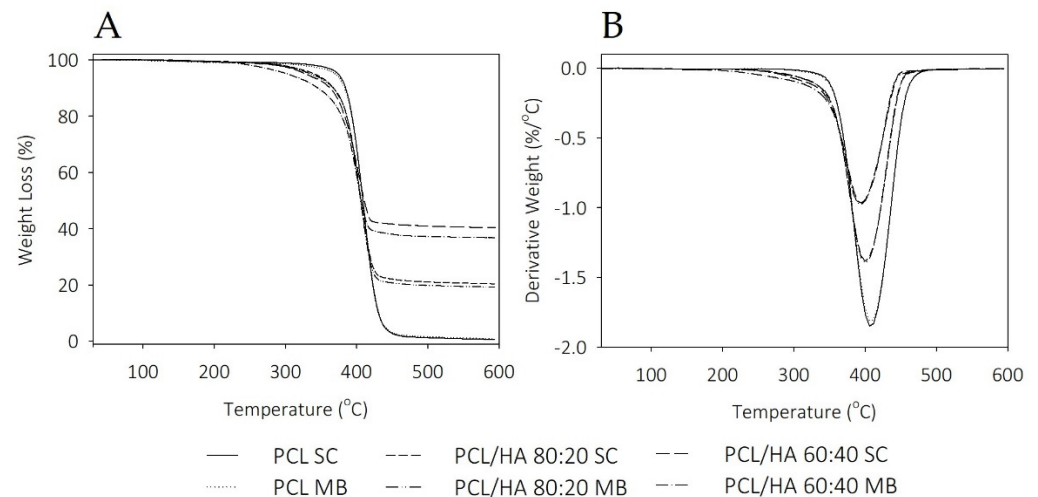 A
B
100
80
60
40
20
0
Weight Loss (%)
100 200 300 400 500 600
Temperature (°C)
0.0
-0.5
-1.0
-1.5
-2.0
Derivative Weight (%/°C)
100 200 300 400 500 600
Temperature (°C)
PCL SC PCL/HA 80:20 SC PCL/HA 60:40 SC
PCL MB PCL/HA 80:20 MB PCL/HA 60:40 MB